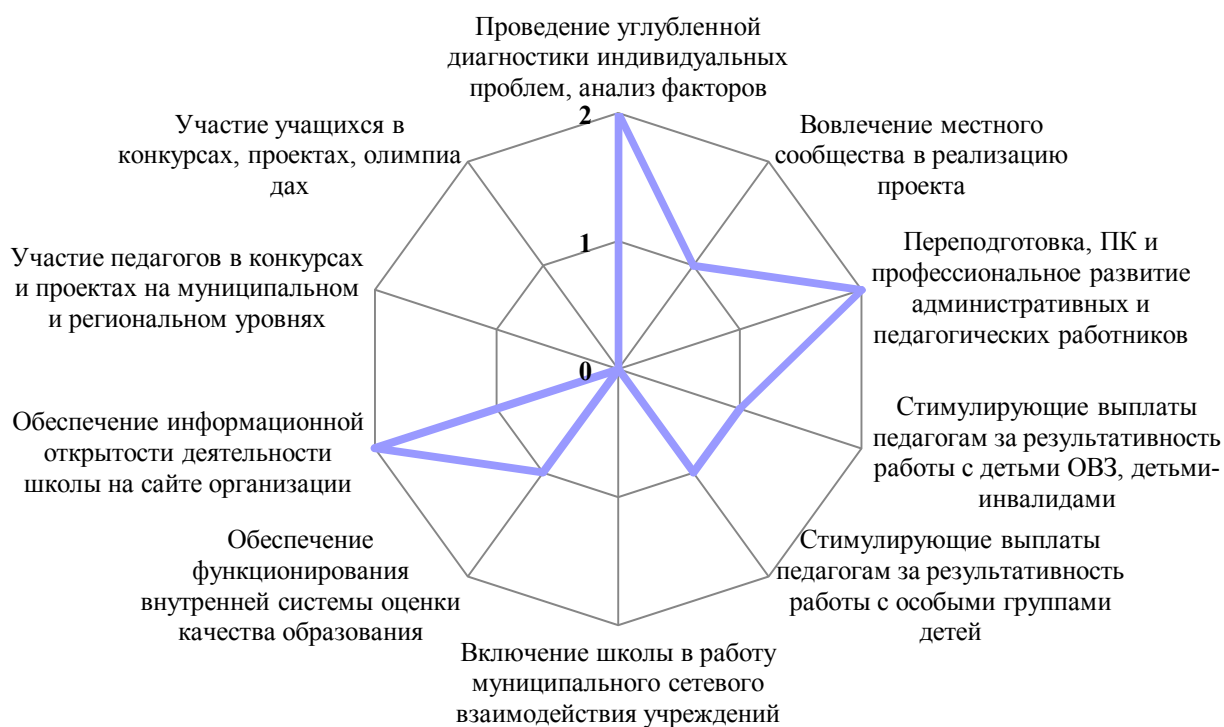 Проведение углубленной
диагностики индивидуальных
проблем, анализ факторов
2
Вовлечение местного
сообщества в реализацию
проекта
Переподготовка, ПК и
профессиональное развитие
административных и
педагогических работников
Стимулирующие выплаты
педагогам за результативность
работы с детьми ОВЗ, детьми-
инвалидами
Стимулирующие выплаты
педагогам за результативность
работы с особыми группами
детей
Включение школы в работу
муниципального сетевого
взаимодействия учреждений
Обеспечение
функционирования
внутренней системы оценки
качества образования
Обеспечение информационной
открытости деятельности
школы на сайте организации
Участие педагогов в конкурсах
и проектах на муниципальном
и региональном уровнях
Участие учащихся в
конкурсах, проектах, олимпиа
дах
1
0